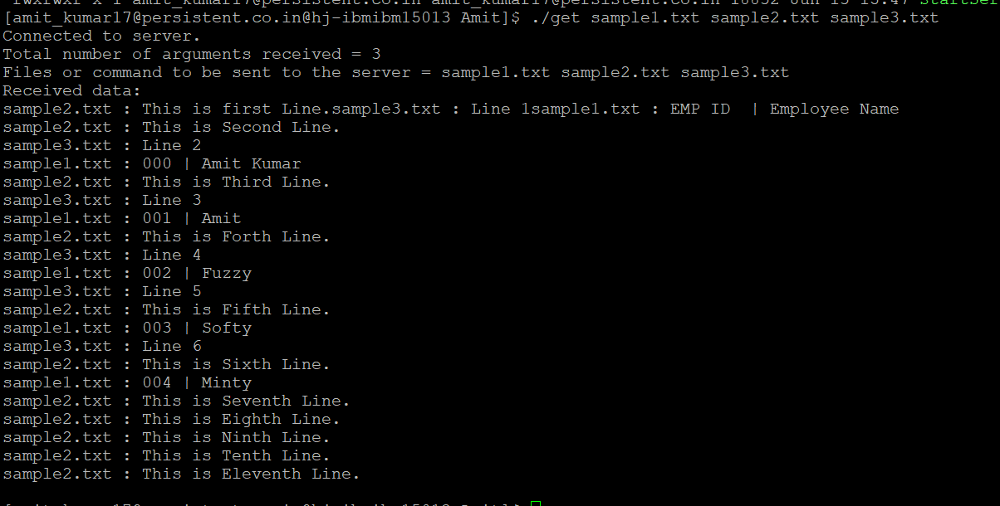 [amit_kumar17@persistent.co.in@hj-ibmibm15013 Amit]$ ./get sample1.txt sample2.txt sample3.txt
Connected to server.
Total number of arguments received = 3
Files or command to be sent to the server = sample1.txt sample2.txt sample3.txt
Received data:
sample2.txt : This is first Line.sample3.txt : Line 1sample1.txt : EMP ID  | Employee Name
sample2.txt : This is Second Line.
sample3.txt : Line 2
sample1.txt : 000 | Amit Kumar
sample2.txt : This is Third Line.
sample3.txt : Line 3
sample1.txt : 001 | Amit
sample2.txt : This is Forth Line.
sample3.txt : Line 4
sample1.txt : 002 | Fuzzy
sample3.txt : Line 5
sample2.txt : This is Fifth Line.
sample1.txt : 003 | Softy
sample3.txt : Line 6
sample2.txt : This is Sixth Line.
sample1.txt : 004 | Minty
sample2.txt : This is Seventh Line.
sample2.txt : This is Eighth Line.
sample2.txt : This is Ninth Line.
sample2.txt : This is Tenth Line.
sample2.txt : This is Eleventh Line.